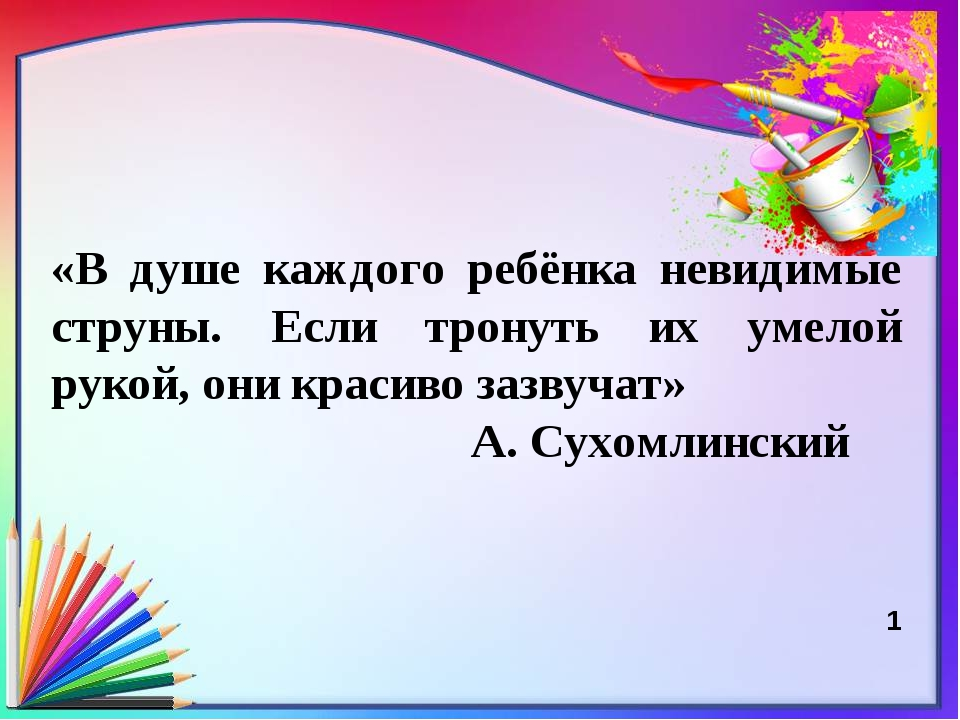 «В душе каждого ребёнка невидимые
струны. Если тронуть их умелой
рукой, они красиво зазвучат»
А. Сухомлинский
1